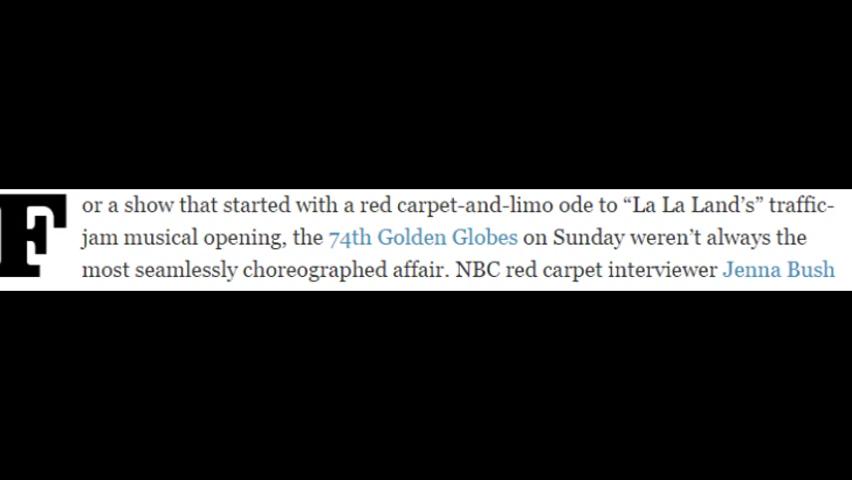 For a show that started with a red carpet-and-limo ode to “La La Land’s” traffic-
jam musical opening, the 74th Golden Globes on Sunday weren’t always the
most seamlessly choreographed affair. NBC red carpet interviewer Jenna Bush